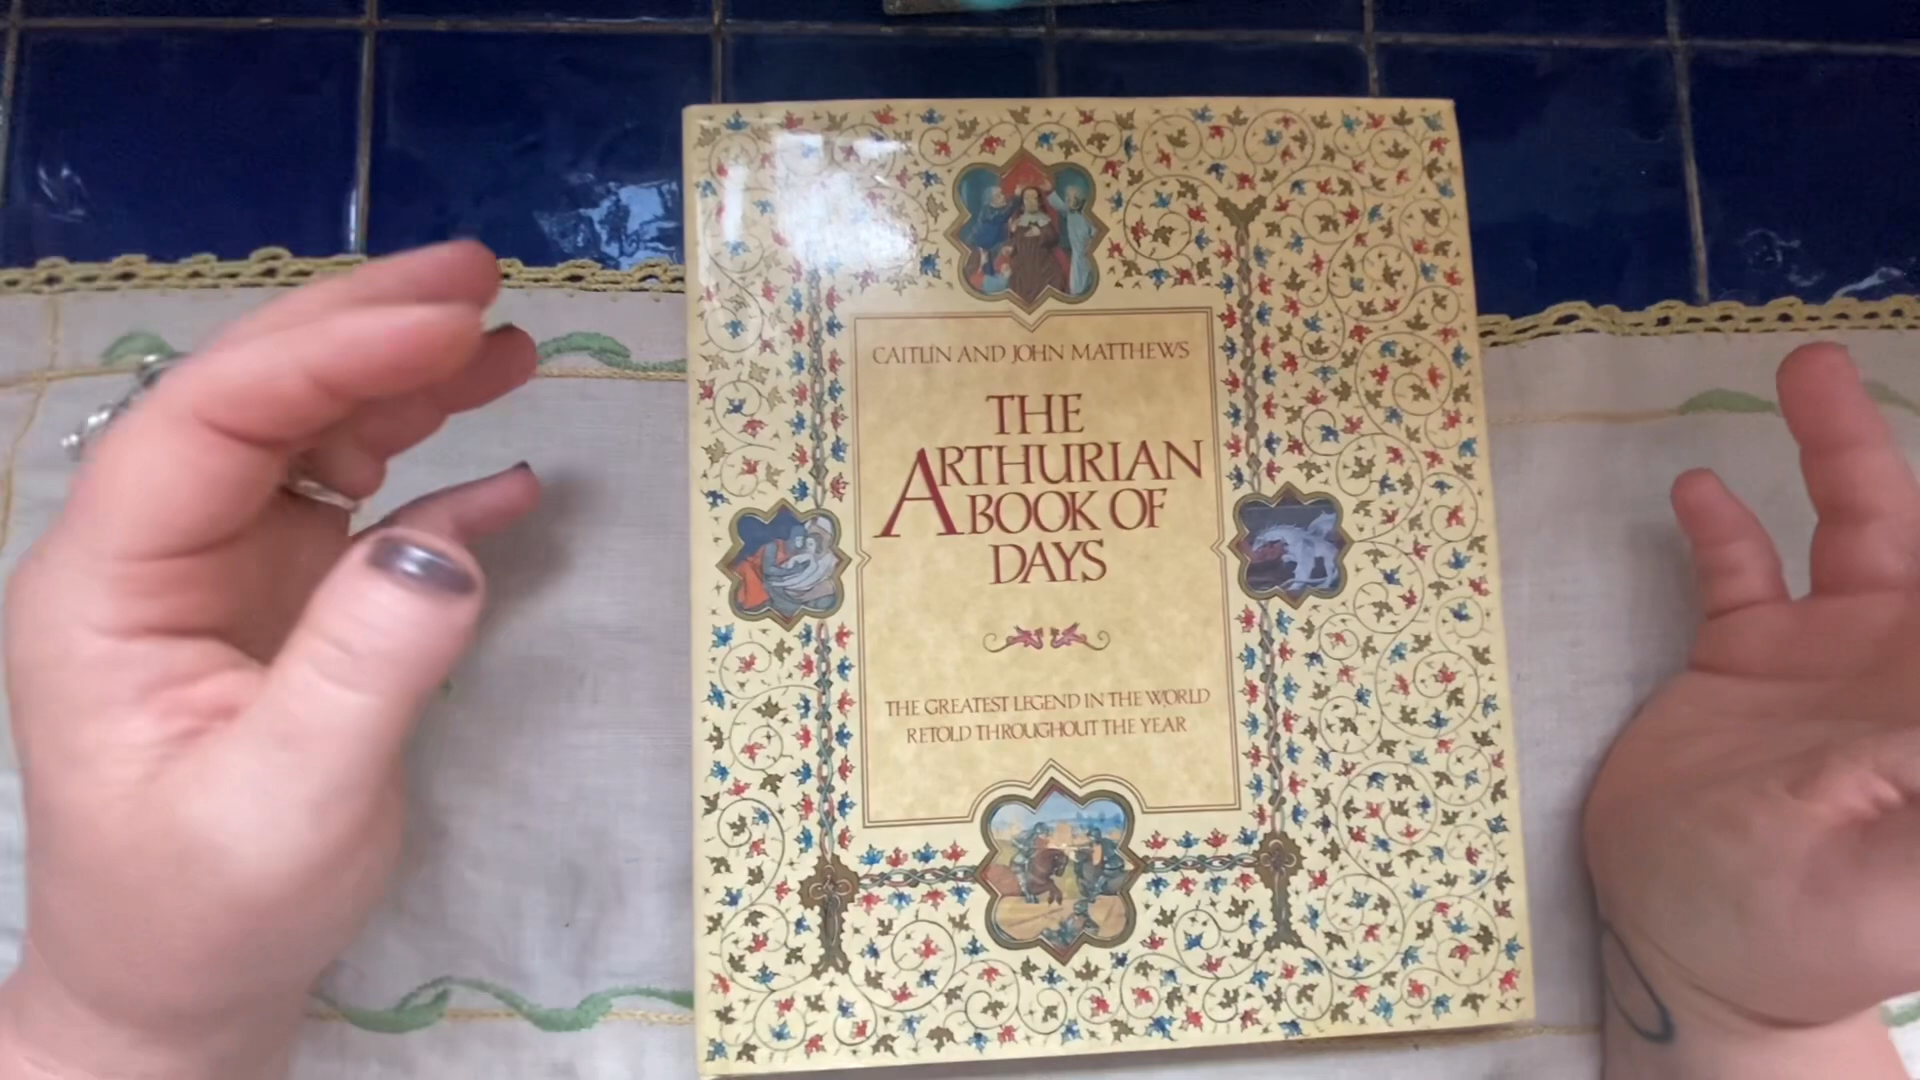 CAITLIN AND JOHN MATTHEWS
THE
ARTHURIAN
BOOK OF
DAYS
THE GREATEST LEGEND IN THE WORLD
RETOLD THROUGHOUT THE YEAR